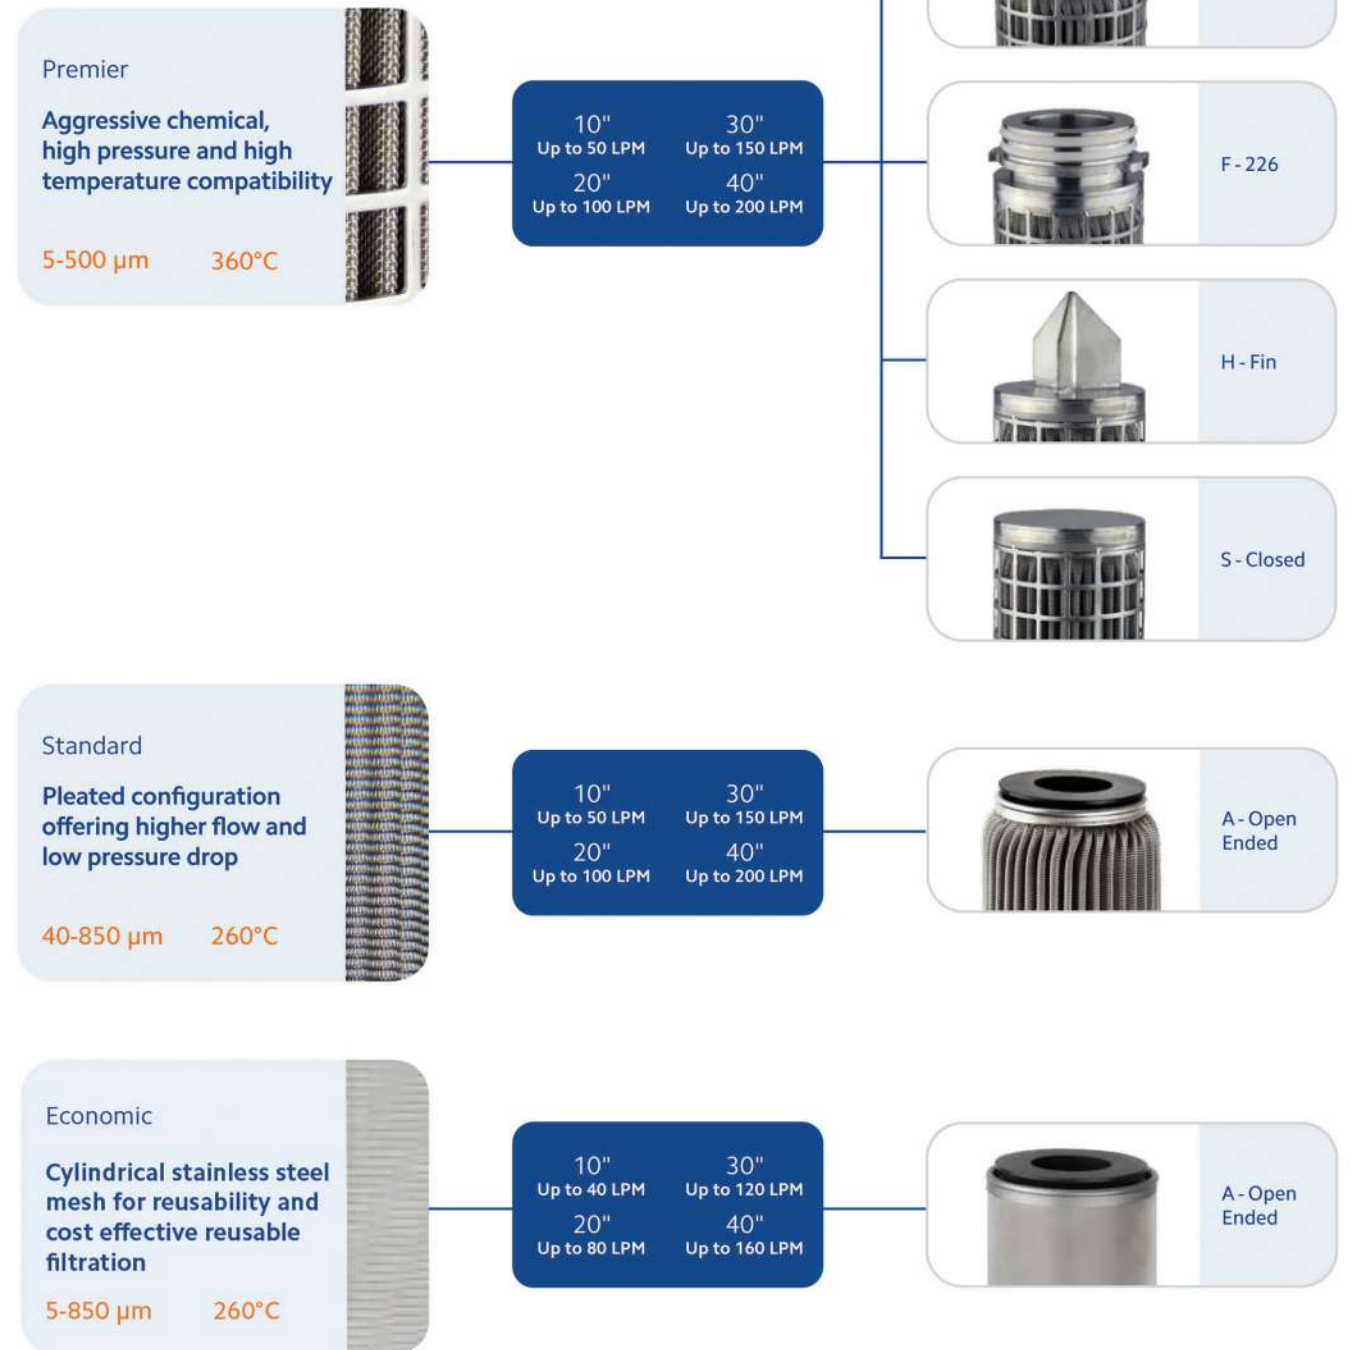 Premier
Aggressive chemical,
high pressure and high
temperature compatibility
5-500 µm 360°C
10" 30"
Up to 50 LPM Up to 150 LPM
20" 40"
Up to 100 LPM Up to 200 LPM
F - 226
H - Fin
S - Closed
Standard
Pleated configuration
offering higher flow and
low pressure drop
40-850 µm 260°C
10" 30"
Up to 50 LPM Up to 150 LPM
20" 40"
Up to 100 LPM Up to 200 LPM
A - Open
Ended
Economic
Cylindrical stainless steel
mesh for reusability and
cost effective reusable
filtration
5-850 µm 260°C
10" 30"
Up to 40 LPM Up to 120 LPM
20" 40"
Up to 80 LPM Up to 160 LPM
A - Open
Ended